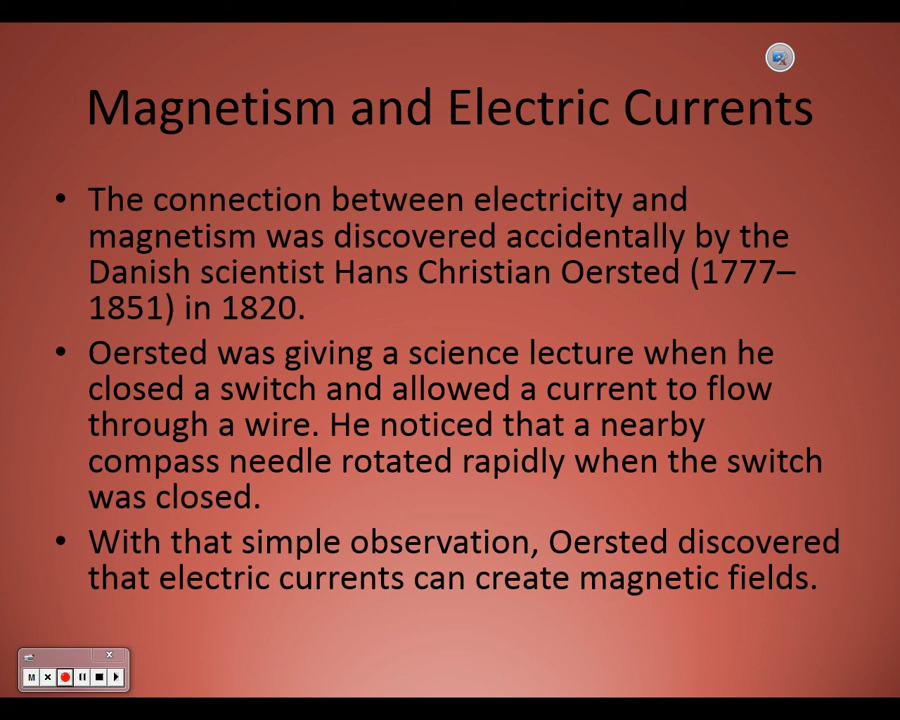 Magnetism and Electric Currents
• The connection between electricity and
magnetism was discovered accidentally by the
Danish scientist Hans Christian Oersted (1777–
1851) in 1820.
• Oersted was giving a science lecture when he
closed a switch and allowed a current to flow
through a wire. He noticed that a nearby
compass needle rotated rapidly when the switch
was closed.
• With that simple observation, Oersted discovered
that electric currents can create magnetic fields.
M